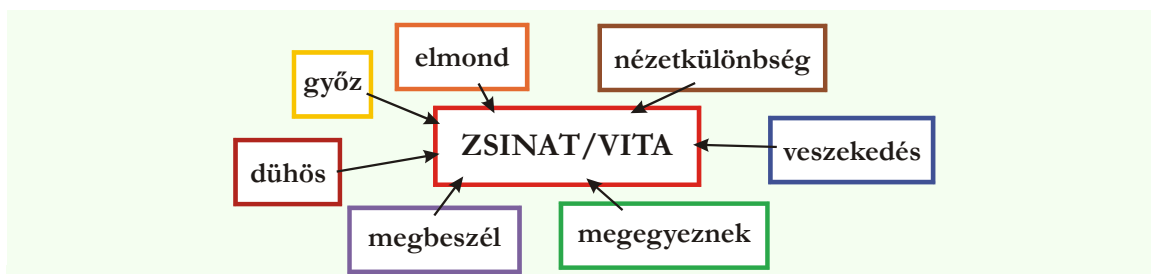 elmond
nézetkülönbség
győz
ZSINAT/VITA
veszekedés
dühös
megbeszél
megegyeznek